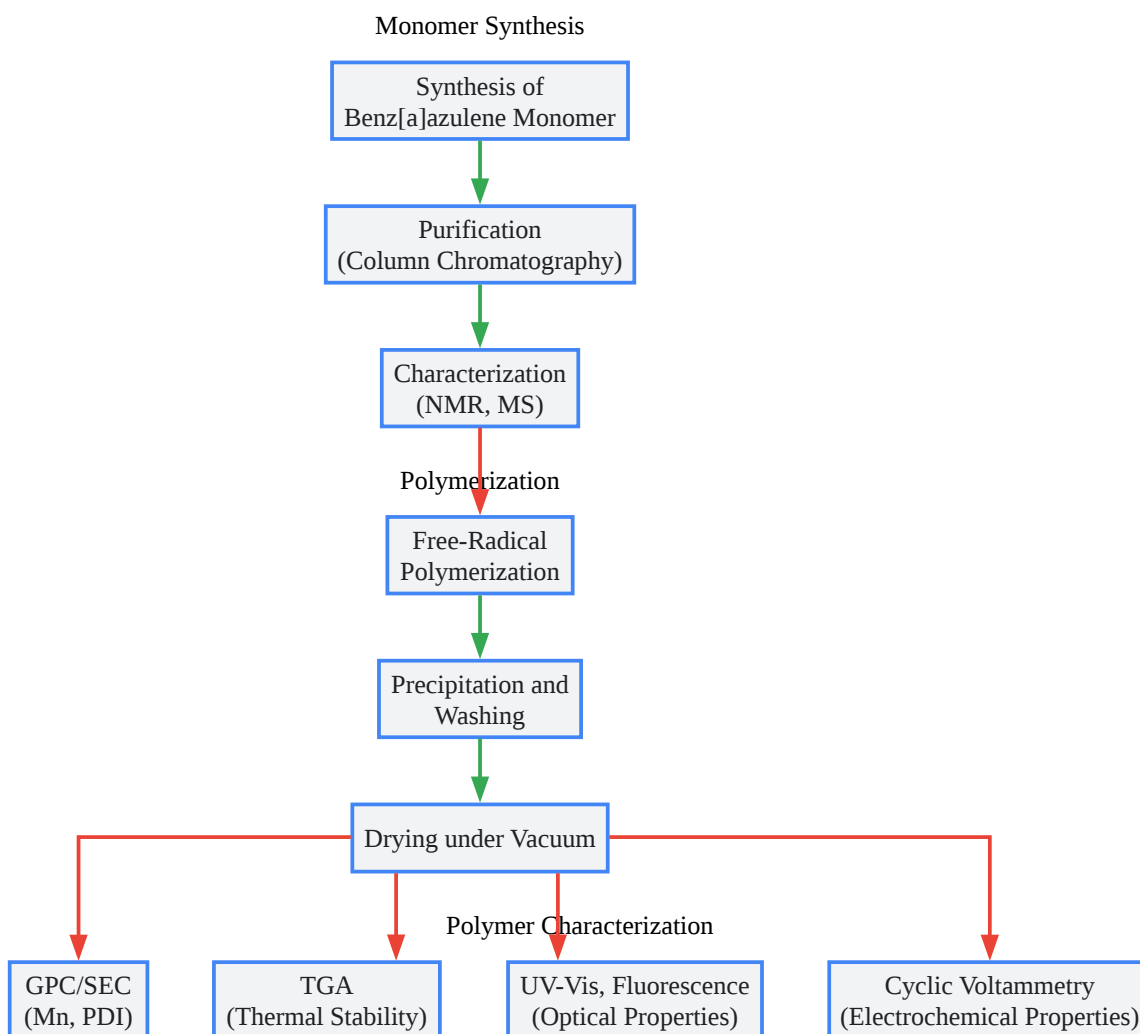 Monomer Synthesis
Synthesis of
Benz[a]azulene Monomer
Purification
(Column Chromatography)
Characterization
(NMR, MS)
Polymerization
Free-Radical
Polymerization
Precipitation and
Washing
Drying under Vacuum
Polymer Characterization
GPC/SEC
(Mn, PDI)
TGA
(Thermal Stability)
UV-Vis, Fluorescence
(Optical Properties)
Cyclic Voltammetry
(Electrochemical Properties)